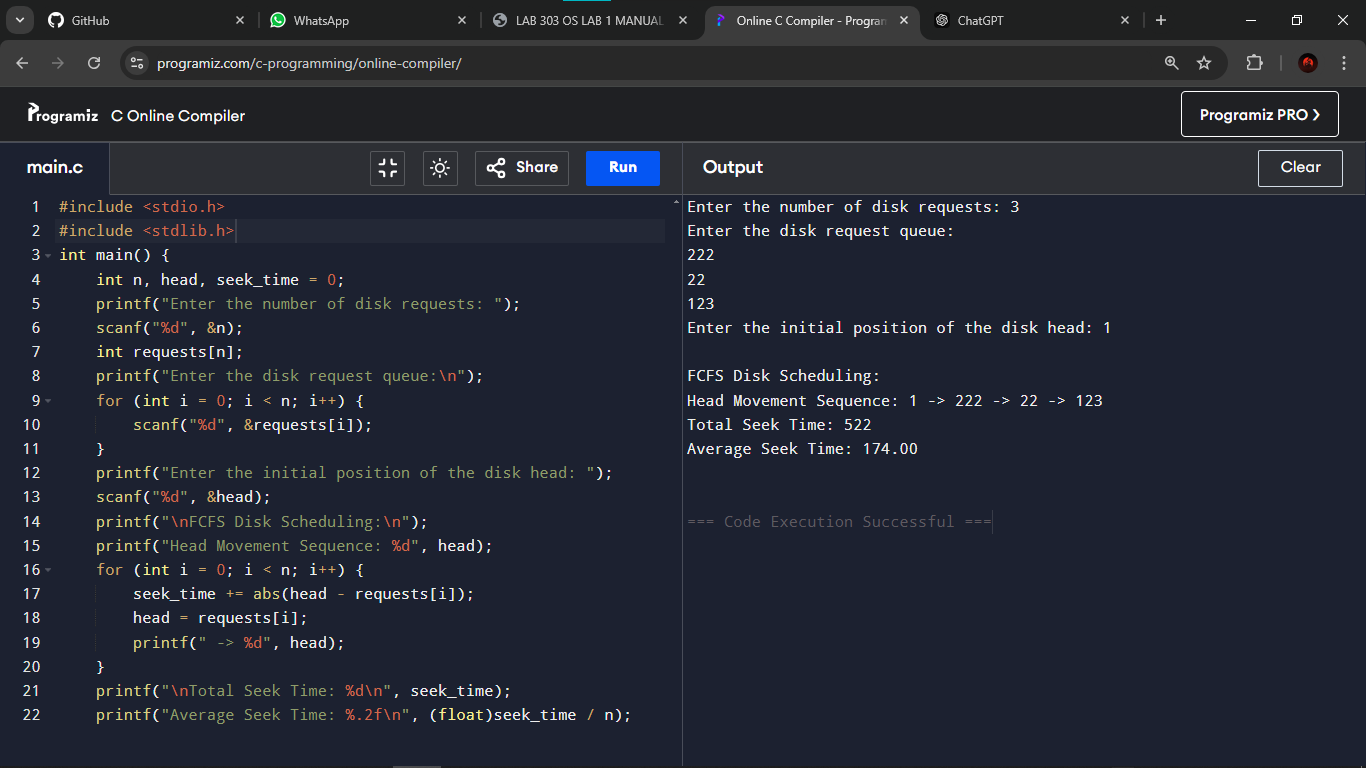 GitHub
WhatsApp
LAB 303 OS LAB 1 MANUAL
Online C Compiler - Program
ChatGPT
programiz.com/c-programming/online-compiler/
Programiz C Online Compiler
Programiz PRO
main.c
Share
Run
Output
Clear
1 #include <stdio.h>
2 #include <stdlib.h>
3 int main() {
4 int n, head, seek_time = 0;
5 printf("Enter the number of disk requests: ");
6 scanf("%d", &n);
7 int requests[n];
8 printf("Enter the disk request queue:\n");
9 for (int i = 0; i < n; i++) {
10 scanf("%d", &requests[i]);
11 }
12 printf("Enter the initial position of the disk head: ");
13 scanf("%d", &head);
14 printf("\nFCFS Disk Scheduling:\n");
15 printf("Head Movement Sequence: %d", head);
16 for (int i = 0; i < n; i++) {
17 seek_time += abs(head - requests[i]);
18 head = requests[i];
19 printf(" -> %d", head);
20 }
21 printf("\nTotal Seek Time: %d\n", seek_time);
22 printf("Average Seek Time: %.2f\n", (float)seek_time / n);
Enter the number of disk requests: 3
Enter the disk request queue:
222
22
123
Enter the initial position of the disk head: 1
FCFS Disk Scheduling:
Head Movement Sequence: 1 -> 222 -> 22 -> 123
Total Seek Time: 522
Average Seek Time: 174.00
=== Code Execution Successful ===